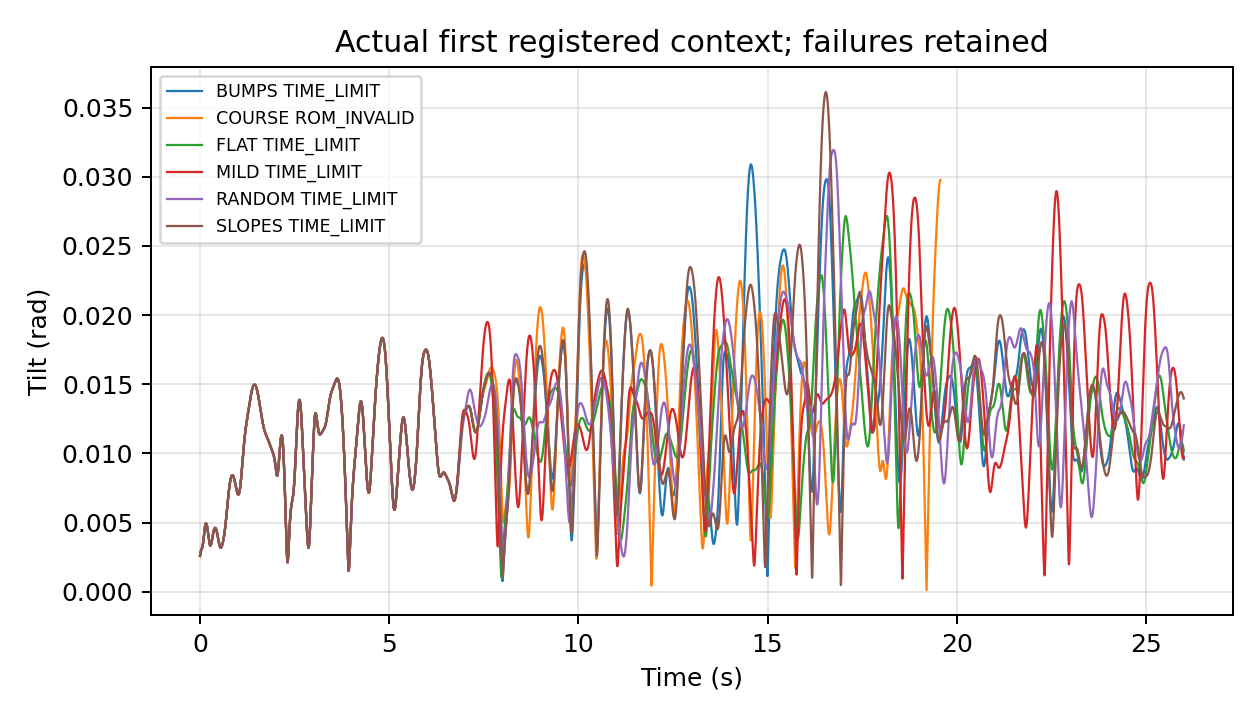 Actual first registered context; failures retained
BUMPS TIME_LIMIT
COURSE ROM_INVALID
FLAT TIME_LIMIT
MILD TIME_LIMIT
RANDOM TIME_LIMIT
SLOPES TIME_LIMIT
0.035
0.030
0.025
0.020
0.015
0.010
0.005
0.000
Tilt (rad)
0 5 10 15 20 25
Time (s)